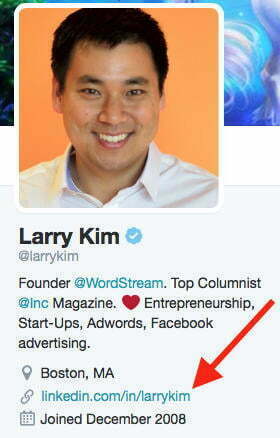 Larry Kim
@larrykim
Founder @WordStream. Top Columnist
@Inc Magazine. ❤️ Entrepreneurship,
Start-Ups, Adwords, Facebook
advertising.
Boston, MA
linkedin.com/in/larrykim
Joined December 2008